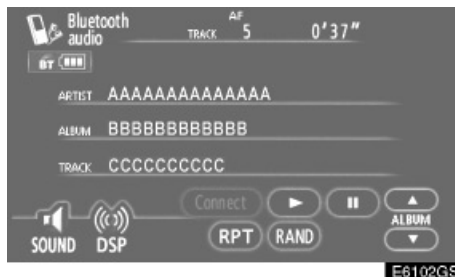 Bluetooth
audio
AF
TRACK 5 0'37"
BT
ARTIST AAAAAAAAAAAAAA
ALBUM BBBBBBBBBBBB
TRACK CCCCCCCCCC
Connect
ALBUM
SOUND DSP RPT RAND
E6102GS